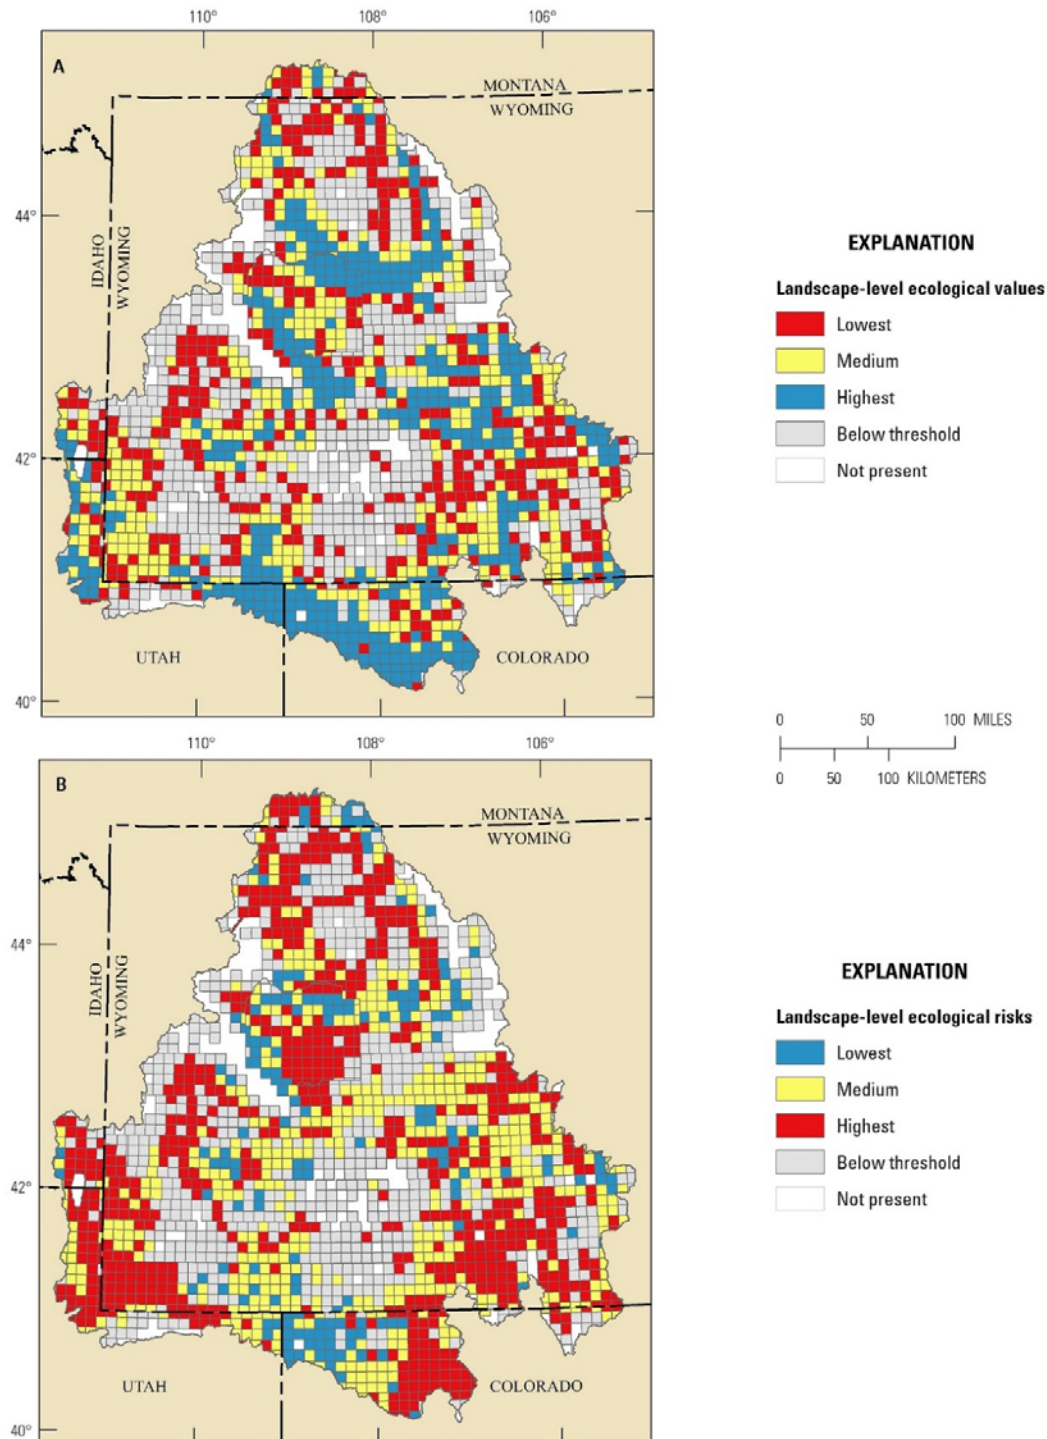 110° 108° 106°
A
MONTANA
WYOMING
44°
IDAHO
WYOMING
42°
UTAH
COLORADO
40°
EXPLANATION
Landscape-level ecological values
Lowest
Medium
Highest
Below threshold
Not present
0 50 100 MILES
0 50 100 KILOMETERS
110° 108° 106°
B
MONTANA
WYOMING
44°
IDAHO
WYOMING
42°
UTAH
COLORADO
40°
EXPLANATION
Landscape-level ecological risks
Lowest
Medium
Highest
Below threshold
Not present